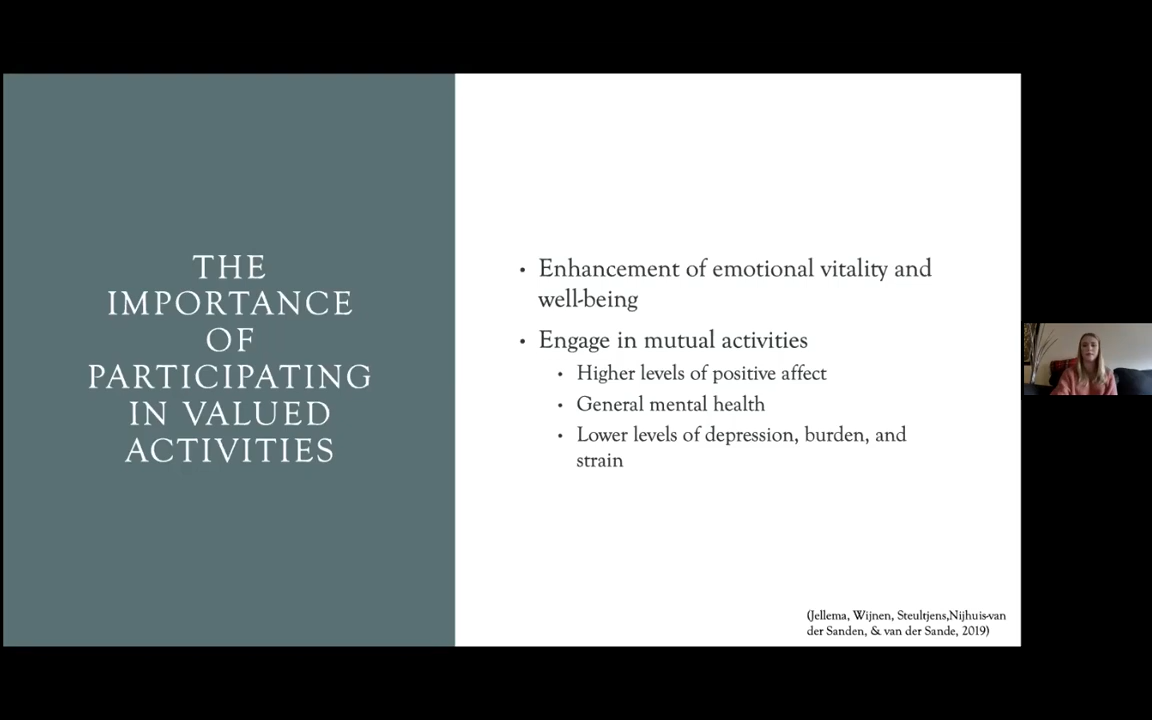 THE
IMPORTANCE
OF
PARTICIPATING
IN VALUED
ACTIVITIES
• Enhancement of emotional vitality and
well-being
• Engage in mutual activities
• Higher levels of positive affect
• General mental health
• Lower levels of depression, burden, and
strain
(Jellema, Wijnen, Steultjens,Nijhuis-van
der Sanden, & van der Sande, 2019)